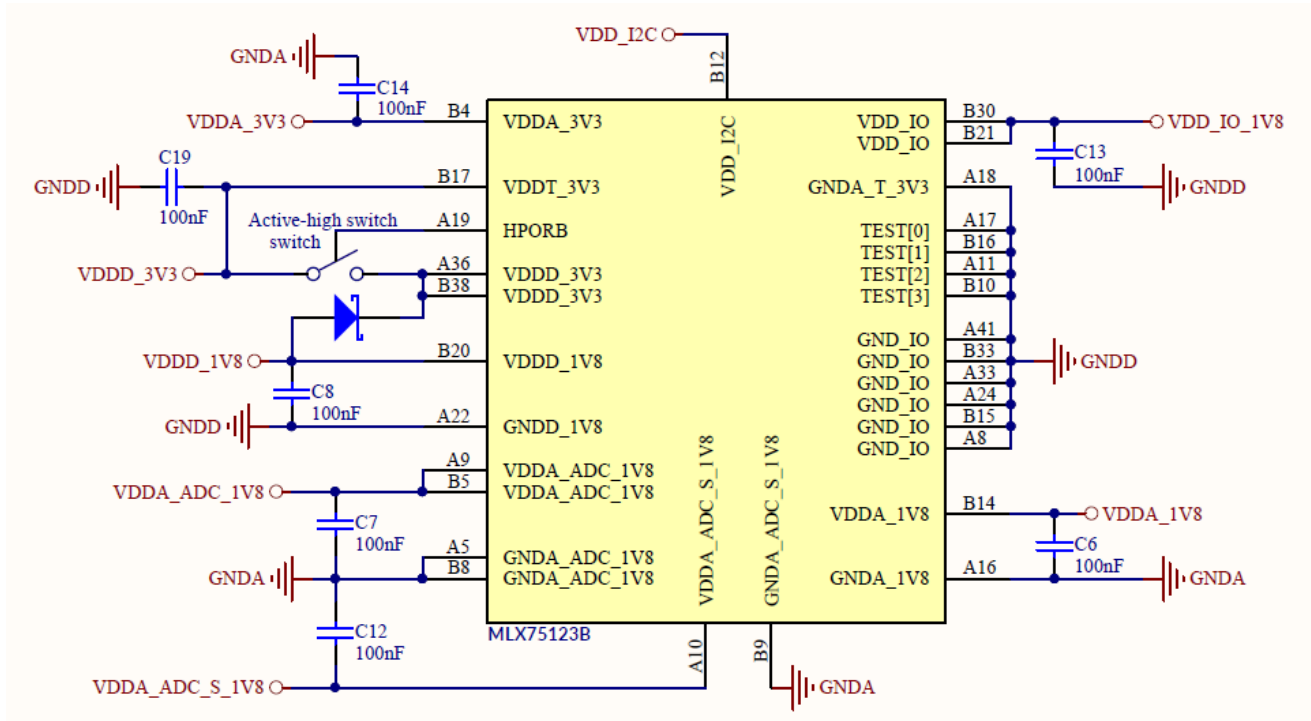 VDD_I2C
GNDA
C14
100nF
VDDA_3V3
B4
VDDA_3V3
B12
VDD_I2C
VDD_IO
B30
VDD_IO_1V8
VDD_IO
B21
C13
100nF
GNDD
C19
100nF
GNDD
B17
VDDT_3V3
GNDA_T_3V3
A18
Active-high switch
switch
A19
HPORB
TEST[0]
A17
TEST[1]
B16
VDDD_3V3
A36
VDDD_3V3
TEST[2]
A11
B38
VDDD_3V3
TEST[3]
B10
GND_IO
A41
VDDD_1V8
B20
VDDD_1V8
GND_IO
B33
GNDD
GND_IO
A33
C8
100nF
GND_IO
A24
GNDD
A22
GNDD_1V8
GND_IO
B15
GND_IO
A8
A9
VDDA_ADC_1V8
VDDA_ADC_1V8
B5
VDDA_ADC_1V8
C7
100nF
VDDA_ADC_S_1V8
GNDA_ADC_S_1V8
VDDA_1V8
B14
VDDA_1V8
C6
100nF
A5
GNDA_ADC_1V8
GNDA
B8
GNDA_ADC_1V8
GNDA_1V8
A16
GNDA
C12
100nF
MLX75123B
A10
B9
VDDA_ADC_S_1V8
GNDA